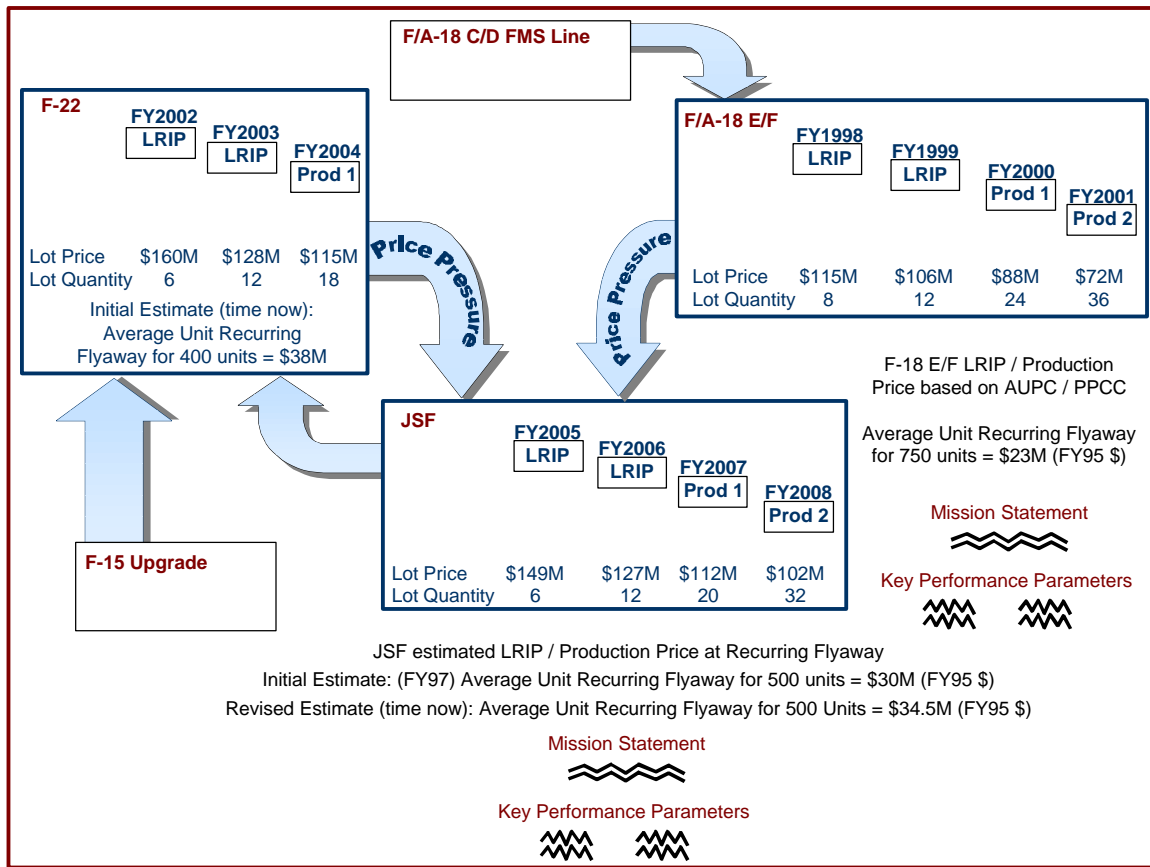 F/A-18 C/D FMS Line
F-22
FY2002
LRIP
FY2003
LRIP
FY2004
Prod 1
Lot Price $160M $128M $115M
Lot Quantity 6 12 18
Initial Estimate (time now):
Average Unit Recurring
Flyaway for 400 units = $38M
F/A-18 E/F
FY1998
LRIP
FY1999
LRIP
FY2000
Prod 1
FY2001
Prod 2
Lot Price $115M $106M $88M $72M
Lot Quantity 8 12 24 36
Price Pressure
Price Pressure
F-18 E/F LRIP / Production
Price based on AUPC / PPCC
Average Unit Recurring Flyaway
for 750 units = $23M (FY95 $)
Mission Statement
Key Performance Parameters
JSF
FY2005
LRIP
FY2006
LRIP
FY2007
Prod 1
FY2008
Prod 2
Lot Price $149M $127M $112M $102M
Lot Quantity 6 12 20 32
F-15 Upgrade
JSF estimated LRIP / Production Price at Recurring Flyaway
Initial Estimate: (FY97) Average Unit Recurring Flyaway for 500 units = $30M (FY95 $)
Revised Estimate (time now): Average Unit Recurring Flyaway for 500 Units = $34.5M (FY95 $)
Mission Statement
Key Performance Parameters